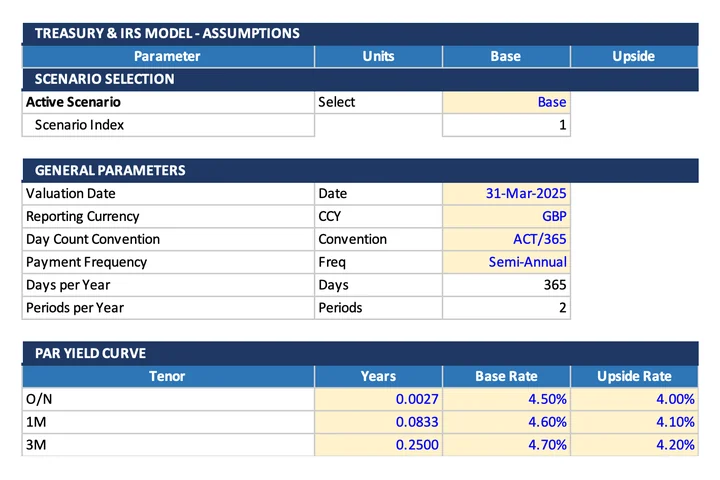 TREASURY & IRS MODEL - ASSUMPTIONS
Parameter Units Base Upside
SCENARIO SELECTION
Active Scenario Select Base
Scenario Index 1
GENERAL PARAMETERS
Valuation Date Date 31-Mar-2025
Reporting Currency CCY GBP
Day Count Convention Convention ACT/365
Payment Frequency Freq Semi-Annual
Days per Year Days 365
Periods per Year Periods 2
PAR YIELD CURVE
Tenor Years Base Rate Upside Rate
O/N 0.0027 4.50% 4.00%
1M 0.0833 4.60% 4.10%
3M 0.2500 4.70% 4.20%